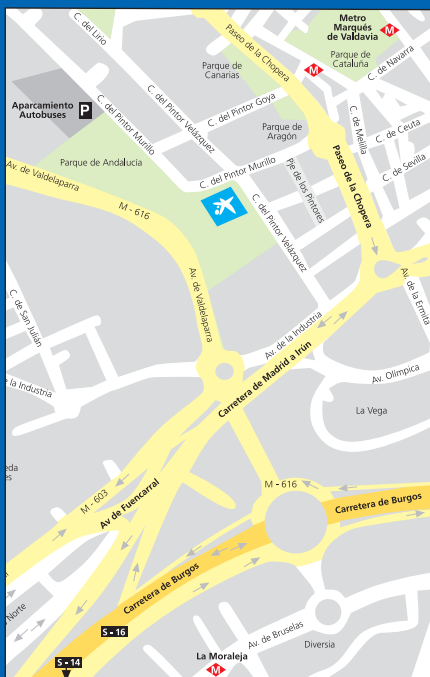 C. del Lirio
Paseo de la Chopera
Metro
Marqués
de Valdavia
M
Parque de
Canarias
M
Parque de
Cataluña
C. de Navarra
Aparcamiento
Autobuses
P
C. del Pintor Murillo
C. del Pintor Velázquez
C. del Pintor Goya
Parque de
Aragón
C. de Melilla
C. de Ceuta
C. de Sevilla
Av. de Valdelaparra
Parque de Andalucía
C. del Pintor Murillo
Pje de los Pintores
Paseo de la Chopera
M - 616
C. del Pintor Velázquez
Av. de Valdelaparra
Av. de la Ermita
C. de San Julián
Av. de la Industria
Carretera de Madrid a Irún
Av. Olímpica
e la Industria
La Vega
eda
es
M - 603
Av de Fuencarral
M - 616
Carretera de Burgos
Carretera de Burgos
Norte
S - 16
Av. de Bruselas
Diversia
S - 14
La Moraleja
M